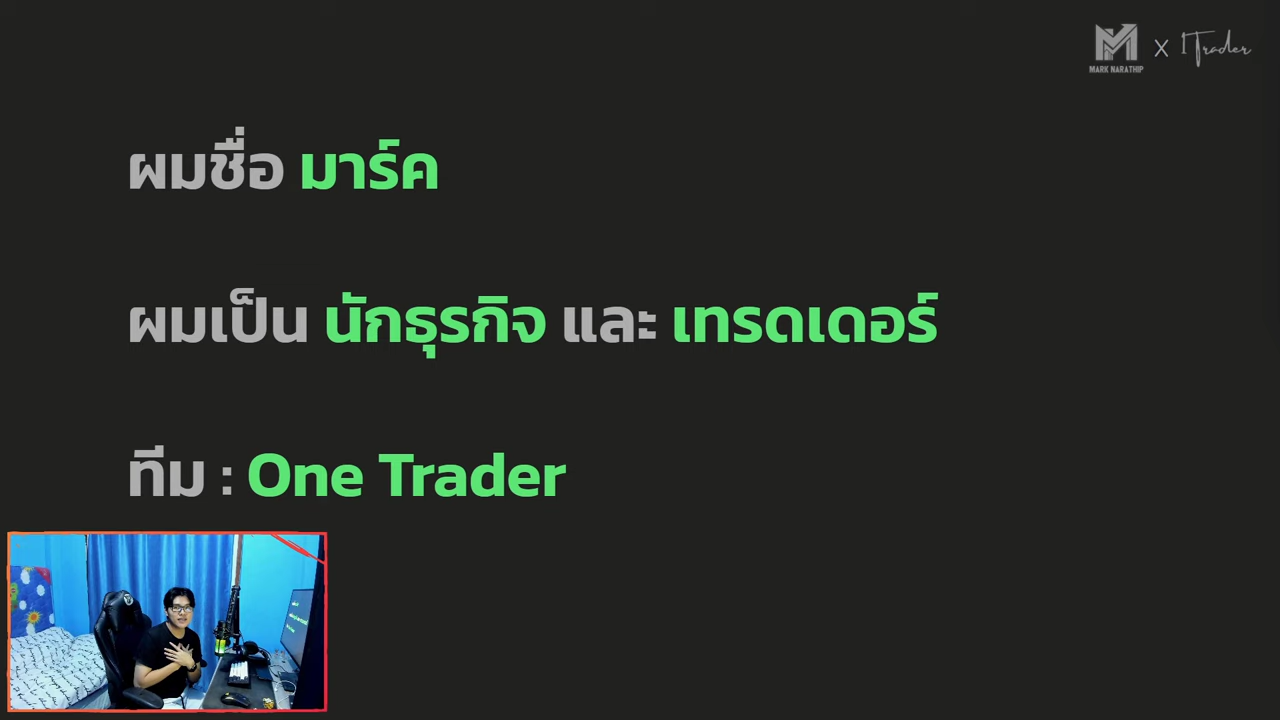 MARK NARATHIP X 1Trader
ผมชื่อ มาร์ค
ผมเป็น นักธุรกิจ และ เทรดเดอร์
ทีม : One Trader